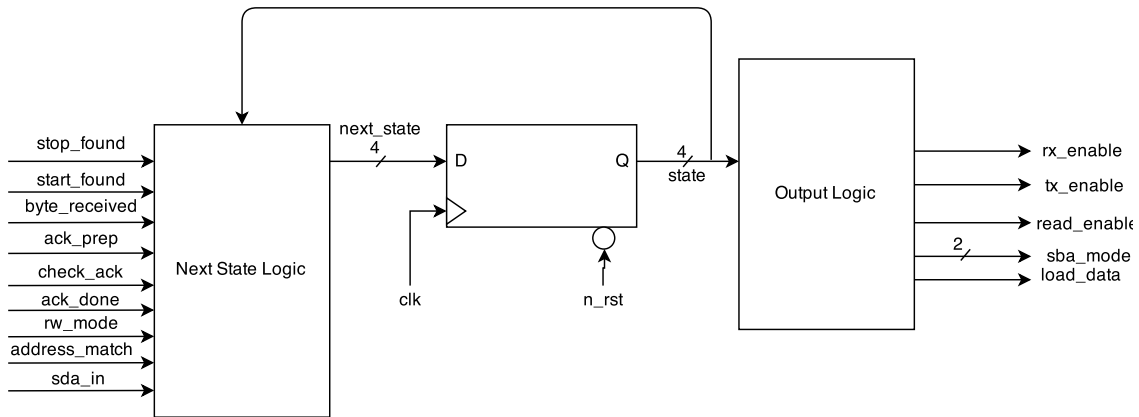 stop_found
start_found
byte_received
ack_prep
check_ack
ack_done
rw_mode
address_match
sda_in
Next State Logic
next_state
4
D
Q
clk
n_rst
4
state
Output Logic
rx_enable
tx_enable
read_enable
2
sba_mode
load_data